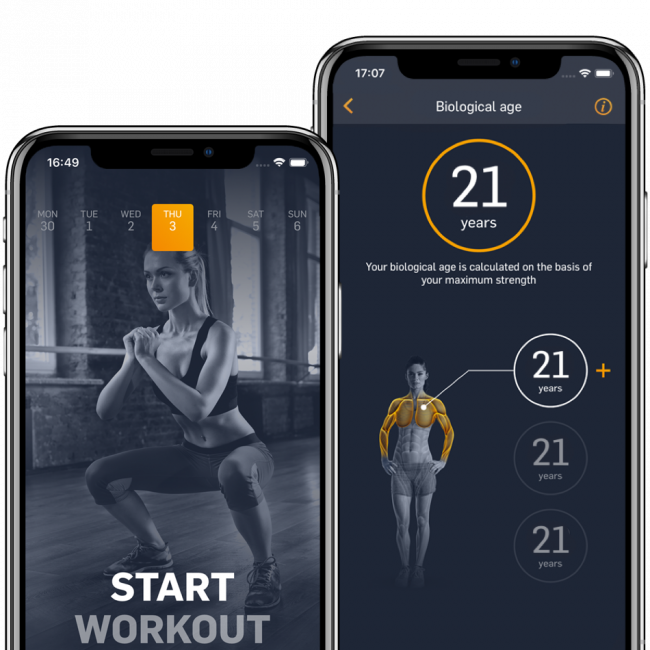 16:49
MON TUE WED THU FRI SAT SUN
30 1 2 3 4 5 6
START
WORKOUT
17:07
Biological age
i
21
years
Your biological age is calculated on the basis of
your maximum strength
21
years
+
21
years
21
years